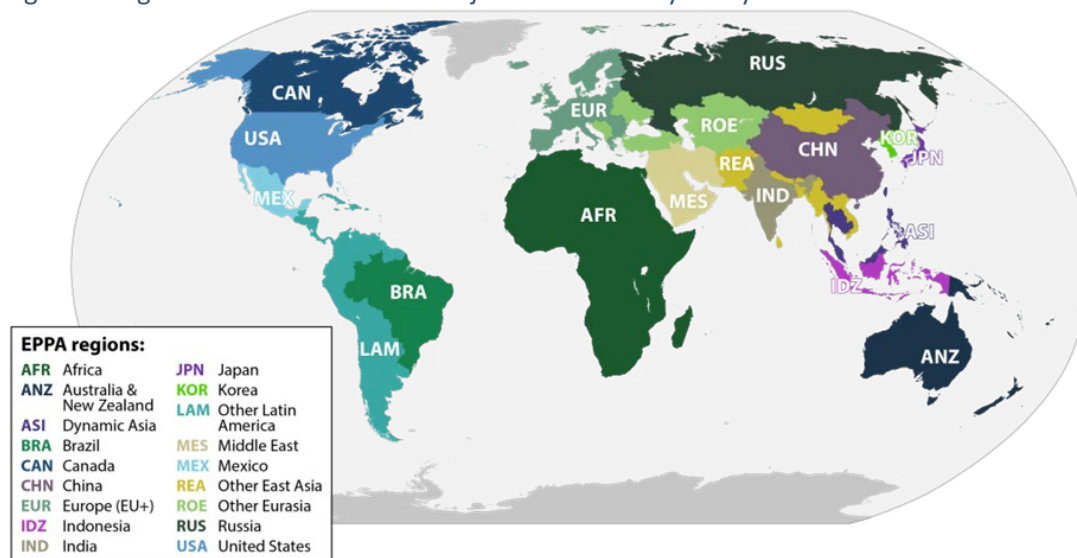 CAN
RUS
USA
EUR
ROE
KOR
JPN
CHN
REA
MEX
MES
IND
AFR
ASI
IDZ
BRA
LAM
ANZ
EPPA regions:
AFR Africa
ANZ Australia &
New Zealand
ASI Dynamic Asia
BRA Brazil
CAN Canada
CHN China
EUR Europe (EU+)
IDZ Indonesia
IND India
JPN Japan
KOR Korea
LAM Other Latin
America
MES Middle East
MEX Mexico
REA Other East Asia
ROE Other Eurasia
RUS Russia
USA United States